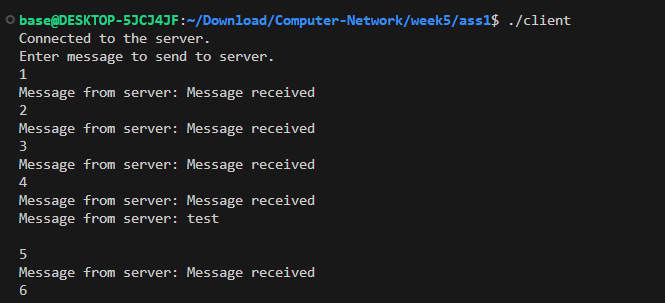 base@DESKTOP-5JCJ4JF:~/Download/Computer-Network/week5/ass1$ ./client
Connected to the server.
Enter message to send to server.
1
Message from server: Message received
2
Message from server: Message received
3
Message from server: Message received
4
Message from server: Message received
Message from server: test
5
Message from server: Message received
6